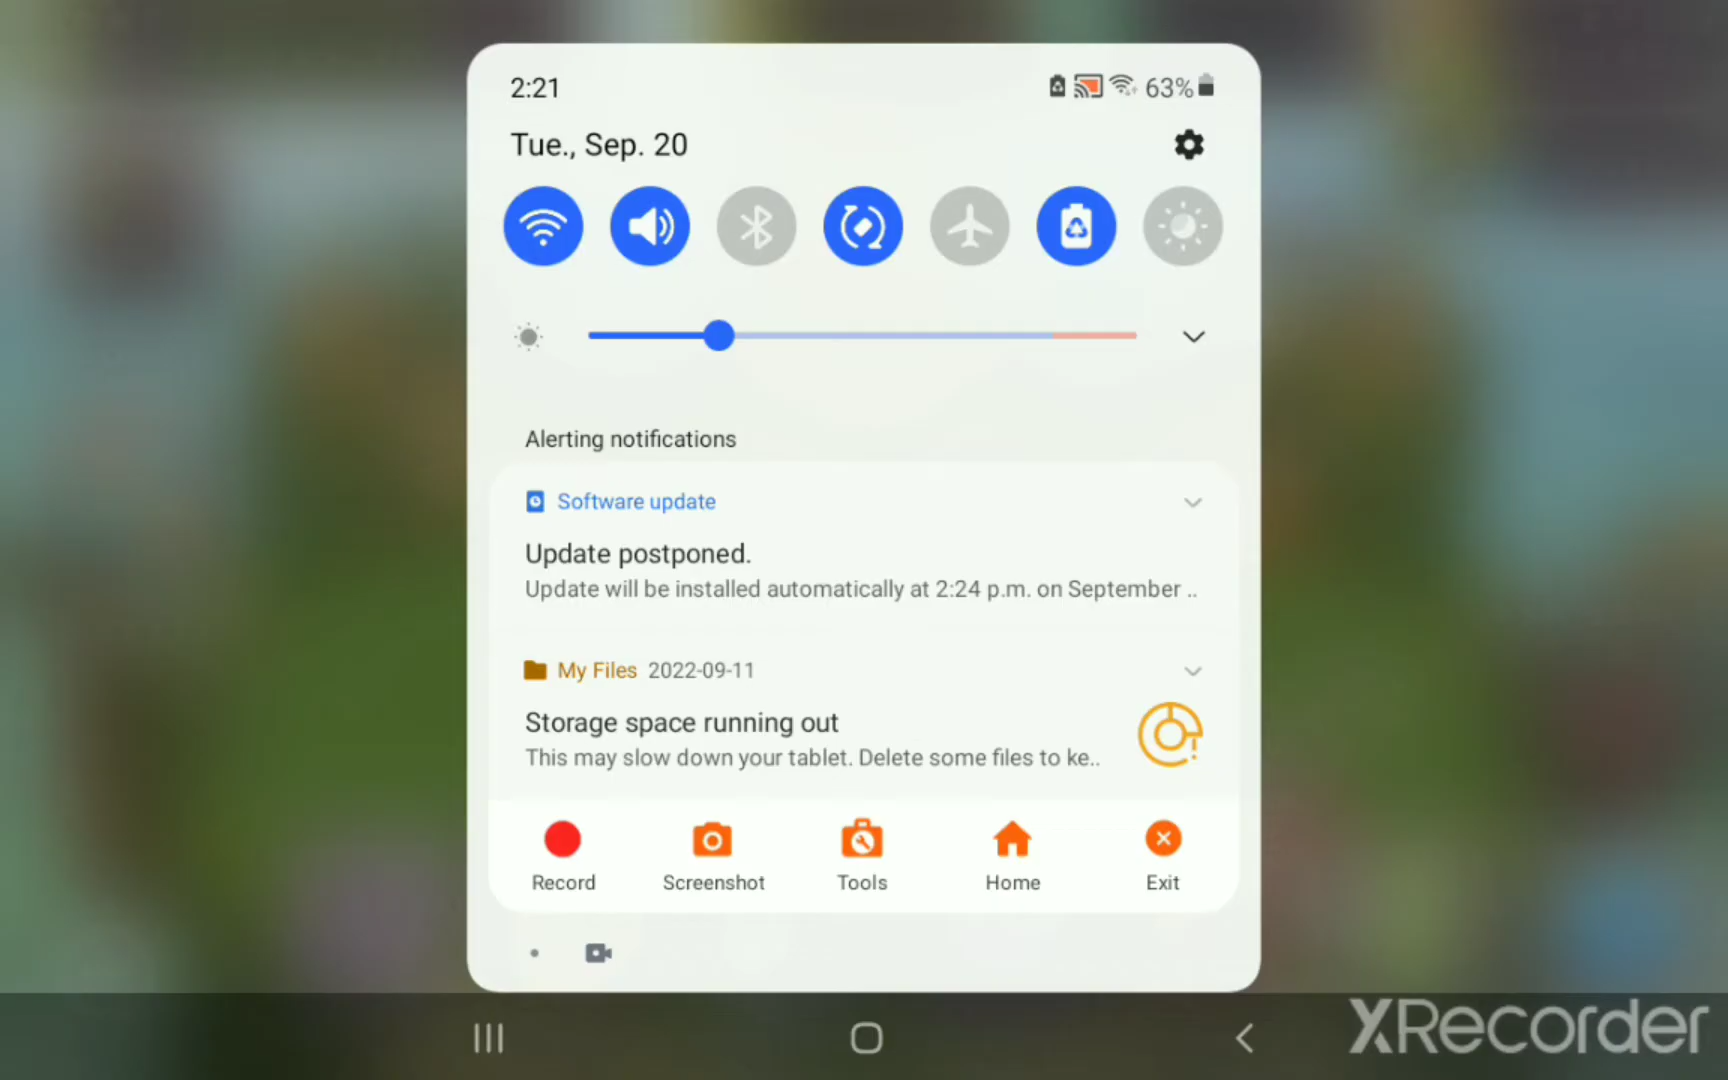 2:21
63%
Tue., Sep. 20
Alerting notifications
Software update
Update postponed.
Update will be installed automatically at 2:24 p.m. on September ..
My Files 2022-09-11
Storage space running out
This may slow down your tablet. Delete some files to ke..
Record Screenshot Tools Home Exit
XRecorder